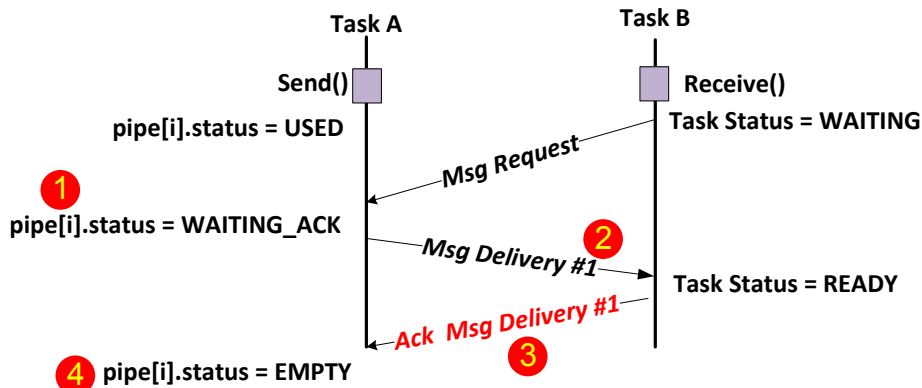 Task A
Task B
Send()
Receive()
pipe[i].status = USED
Task Status = WAITING
Msg Request
1
pipe[i].status = WAITING_ACK
Msg Delivery #1
2
Task Status = READY
Ack  Msg Delivery #1
3
4
pipe[i].status = EMPTY